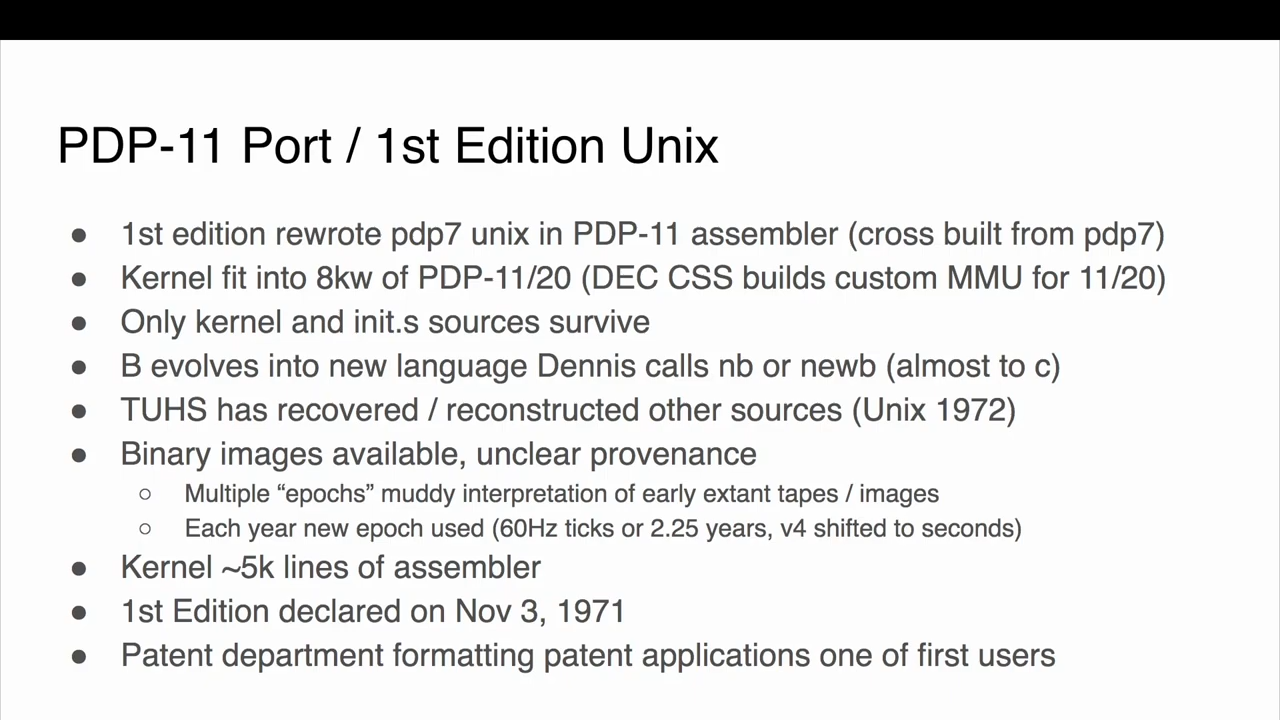 PDP-11 Port / 1st Edition Unix
● 1st edition rewrote pdp7 unix in PDP-11 assembler (cross built from pdp7)
● Kernel fit into 8kw of PDP-11/20 (DEC CSS builds custom MMU for 11/20)
● Only kernel and init.s sources survive
● B evolves into new language Dennis calls nb or newb (almost to c)
● TUHS has recovered / reconstructed other sources (Unix 1972)
● Binary images available, unclear provenance
○ Multiple “epochs” muddy interpretation of early extant tapes / images
○ Each year new epoch used (60Hz ticks or 2.25 years, v4 shifted to seconds)
● Kernel ~5k lines of assembler
● 1st Edition declared on Nov 3, 1971
● Patent department formatting patent applications one of first users